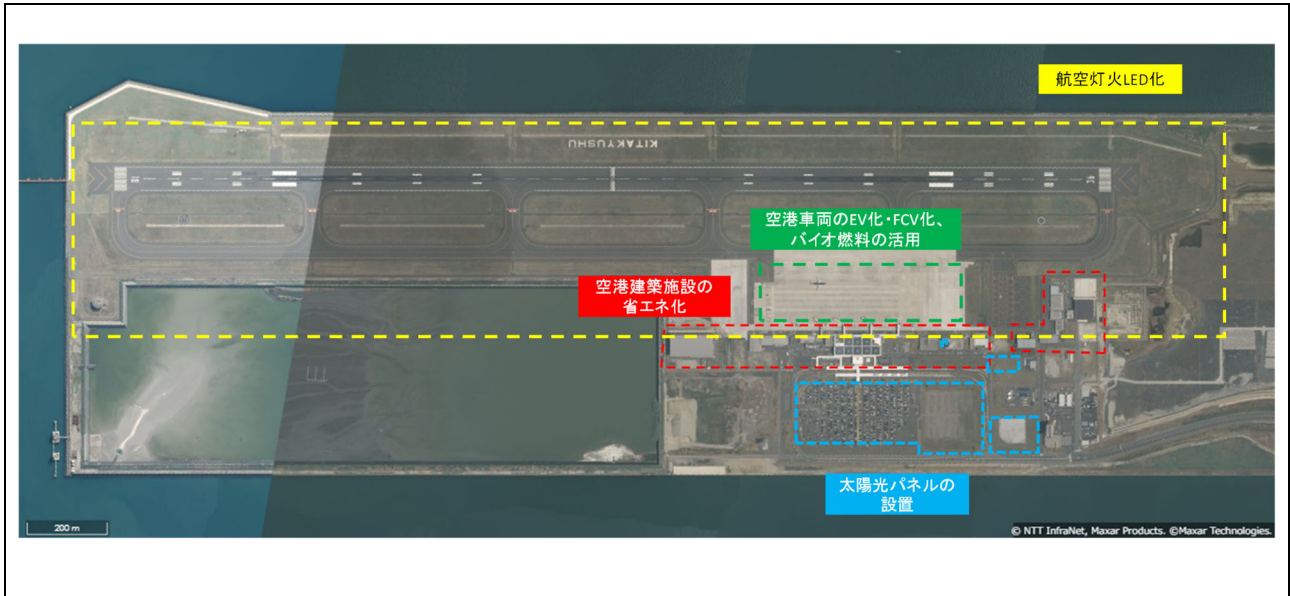 航空灯火LED化
KITAKYUSHU
36
空港車両のEV化・FCV化、
バイオ燃料の活用
空港建築施設の
省エネ化
太陽光パネルの
設置
200 m
© NTT InfraNet, Maxar Products. ©Maxar Technologies.